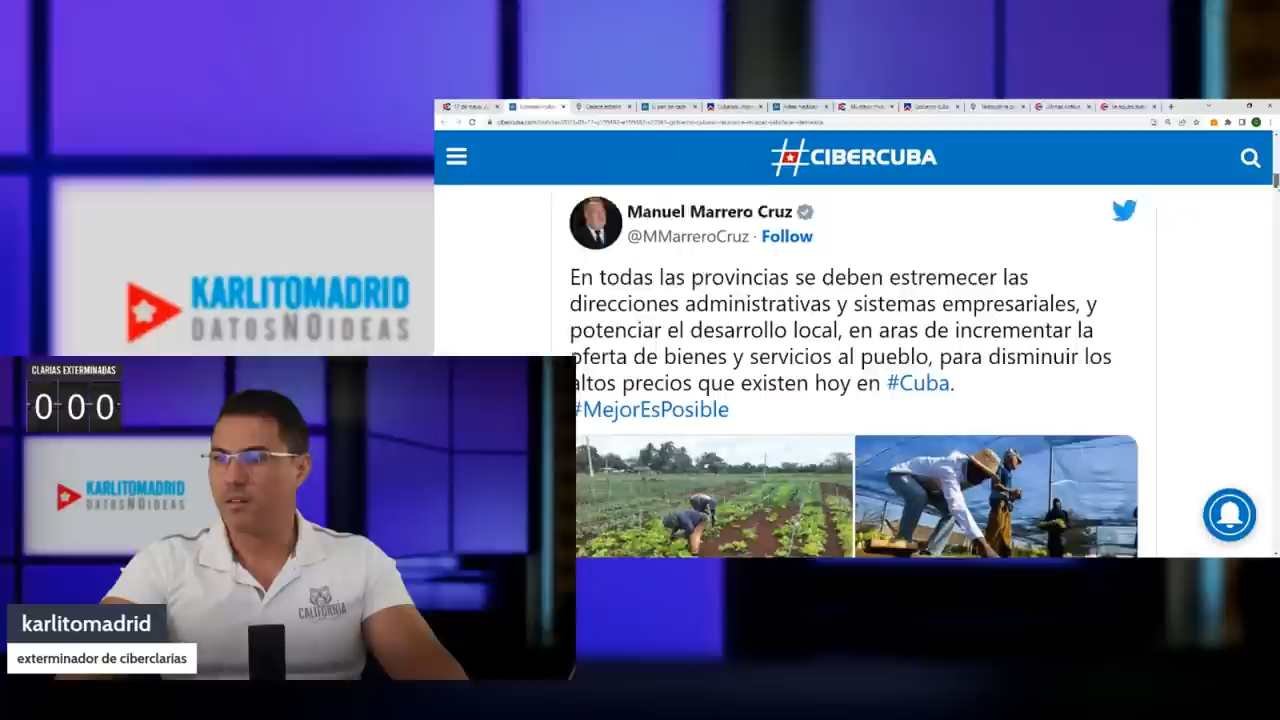 #CIBERCUBA
Manuel Marrero Cruz
@MMarreroCruz · Follow
En todas las provincias se deben estremecer las
direcciones administrativas y sistemas empresariales, y
potenciar el desarrollo local, en aras de incrementar la
oferta de bienes y servicios al pueblo, para disminuir los
altos precios que existen hoy en #Cuba.
#MejorEsPosible
KARLITOMADRID
DATOSNOIDEAS
CLARIAS EXTERMINADAS
000
KARLITOMADRID
DATOSNOIDEAS
CALIFORNIA
karlitomadrid
exterminador de ciberclarias